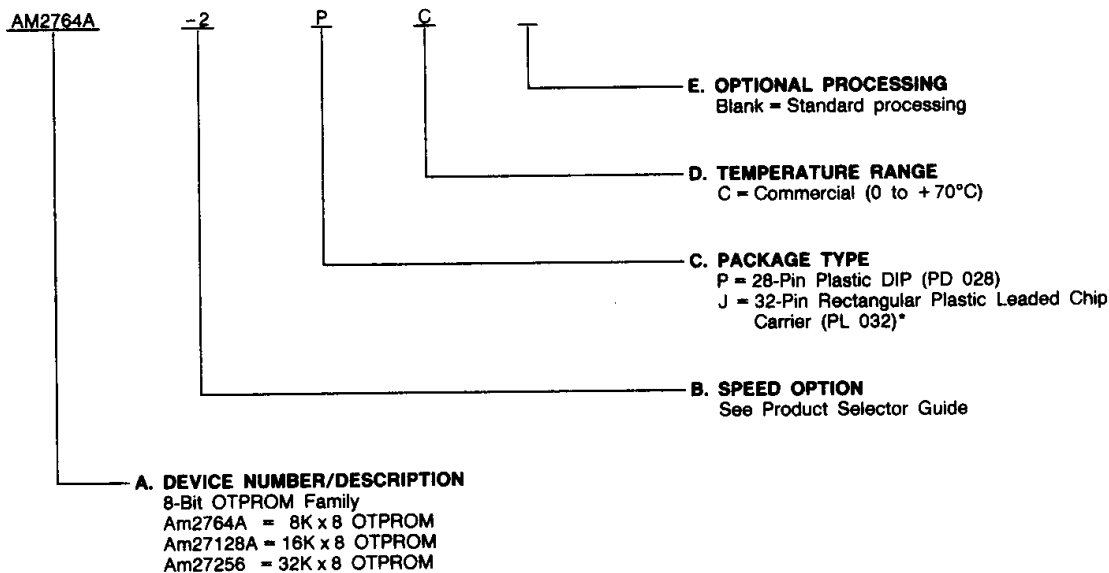 AM2764A -2 P C
E. OPTIONAL PROCESSING
Blank = Standard processing
D. TEMPERATURE RANGE
C = Commercial (0 to +70°C)
C. PACKAGE TYPE
P = 28-Pin Plastic DIP (PD 028)
J = 32-Pin Rectangular Plastic Leaded Chip
Carrier (PL 032)*
B. SPEED OPTION
See Product Selector Guide
A. DEVICE NUMBER/DESCRIPTION
8-Bit OTPROM Family
Am2764A = 8K x 8 OTPROM
Am27128A = 16K x 8 OTPROM
Am27256 = 32K x 8 OTPROM